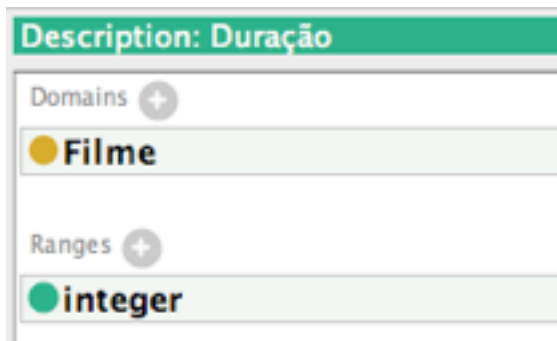 Description: Duração
Domains
Filme
Ranges
integer